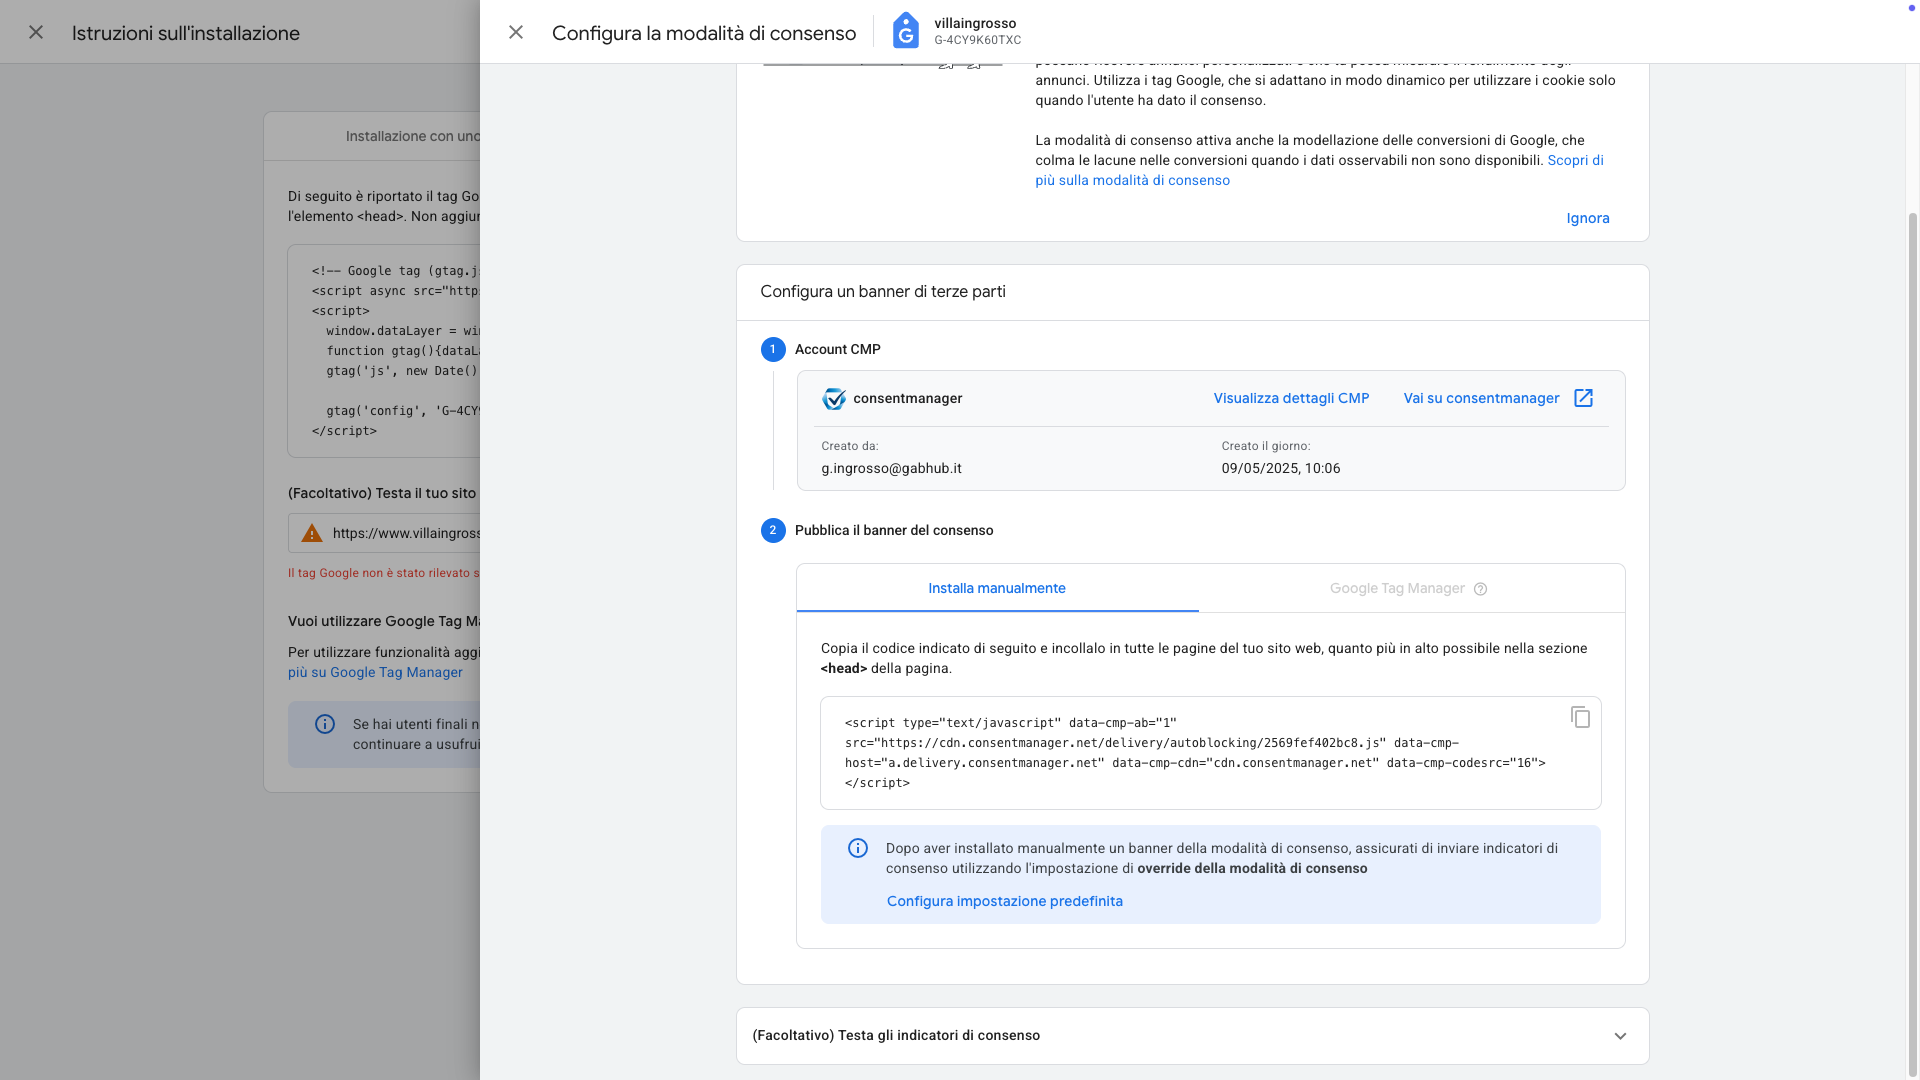 Istruzioni sull'installazione
Installazione con uno
Di seguito è riportato il tag Go
l'elemento <head>. Non aggiun
<!-- Google tag (gtag.j
<script async src="http
<script>
window.dataLayer = wi
function gtag(){dataL
gtag('js', new Date()
gtag('config', 'G-4CY
</script>
(Facoltativo) Testa il tuo sito
https://www.villaingros
Il tag Google non è stato rilevato s
Vuoi utilizzare Google Tag M
Per utilizzare funzionalità aggi
più su Google Tag Manager
Se hai utenti finali n
continuare a usufrui
Configura la modalità di consenso
villaingrosso
G-4CY9K60TXC
annunci. Utilizza i tag Google, che si adattano in modo dinamico per utilizzare i cookie solo
quando l'utente ha dato il consenso.
La modalità di consenso attiva anche la modellazione delle conversioni di Google, che
colma le lacune nelle conversioni quando i dati osservabili non sono disponibili. Scopri di
più sulla modalità di consenso
Ignora
Configura un banner di terze parti
1 Account CMP
consentmanager
Visualizza dettagli CMP
Vai su consentmanager
Creato da:
Creato il giorno:
g.ingrosso@gabhub.it
09/05/2025, 10:06
2 Pubblica il banner del consenso
Installa manualmente
Google Tag Manager
Copia il codice indicato di seguito e incollalo in tutte le pagine del tuo sito web, quanto più in alto possibile nella sezione
<head> della pagina.
<script type="text/javascript" data-cmp-ab="1"
src="https://cdn.consentmanager.net/delivery/autoblocking/2569fef402bc8.js" data-cmp-
host="a.delivery.consentmanager.net" data-cmp-cdn="cdn.consentmanager.net" data-cmp-codesrc="16">
</script>
Dopo aver installato manualmente un banner della modalità di consenso, assicurati di inviare indicatori di
consenso utilizzando l'impostazione di override della modalità di consenso
Configura impostazione predefinita
(Facoltativo) Testa gli indicatori di consenso